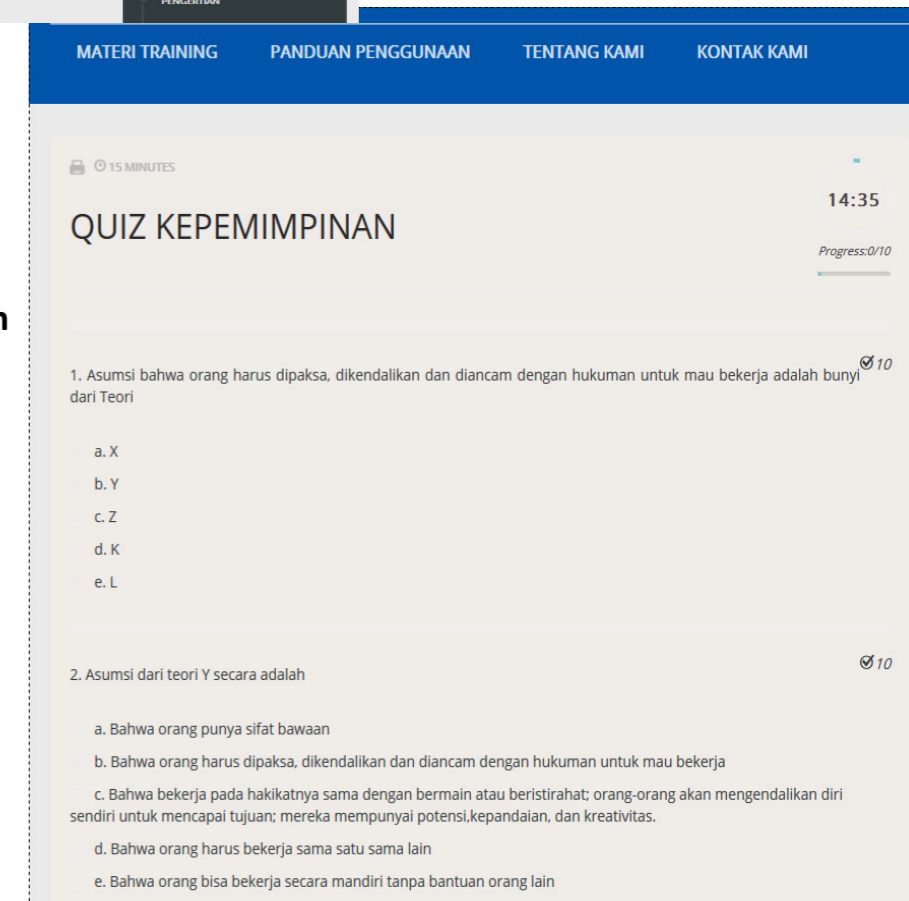 PENGERTIAN
MATERI TRAINING PANDUAN PENGGUNAAN TENTANG KAMI KONTAK KAMI
15 MINUTES
14:35
QUIZ KEPEMIMPINAN
Progress:0/10
n
10
1. Asumsi bahwa orang harus dipaksa, dikendalikan dan diancam dengan hukuman untuk mau bekerja adalah bunyi
dari Teori
a. X
b. Y
c. Z
d. K
e. L
10
2. Asumsi dari teori Y secara adalah
a. Bahwa orang punya sifat bawaan
b. Bahwa orang harus dipaksa, dikendalikan dan diancam dengan hukuman untuk mau bekerja
c. Bahwa bekerja pada hakikatnya sama dengan bermain atau beristirahat; orang-orang akan mengendalikan diri
sendiri untuk mencapai tujuan; mereka mempunyai potensi,kepandaian, dan kreativitas.
d. Bahwa orang harus bekerja sama satu sama lain
e. Bahwa orang bisa bekerja secara mandiri tanpa bantuan orang lain